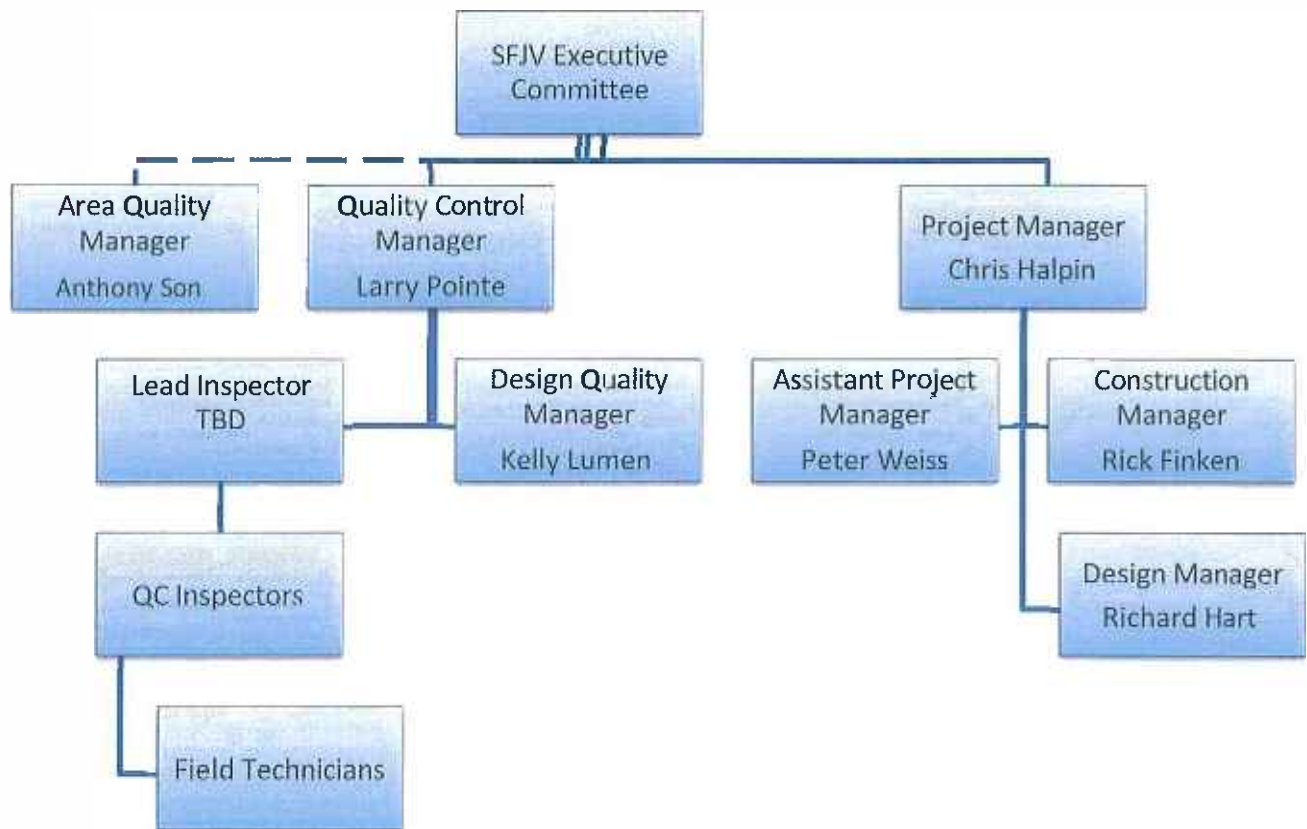 SFJV Executive
Committee
Area Quality
Manager
Anthony Son
Quality Control
Manager
Larry Pointe
Project Manager
Chris Halpin
Lead Inspector
TBD
Design Quality
Manager
Kelly Lumen
Assistant Project
Manager
Peter Weiss
Construction
Manager
Rick Finken
QC Inspectors
Design Manager
Richard Hart
Field Technicians